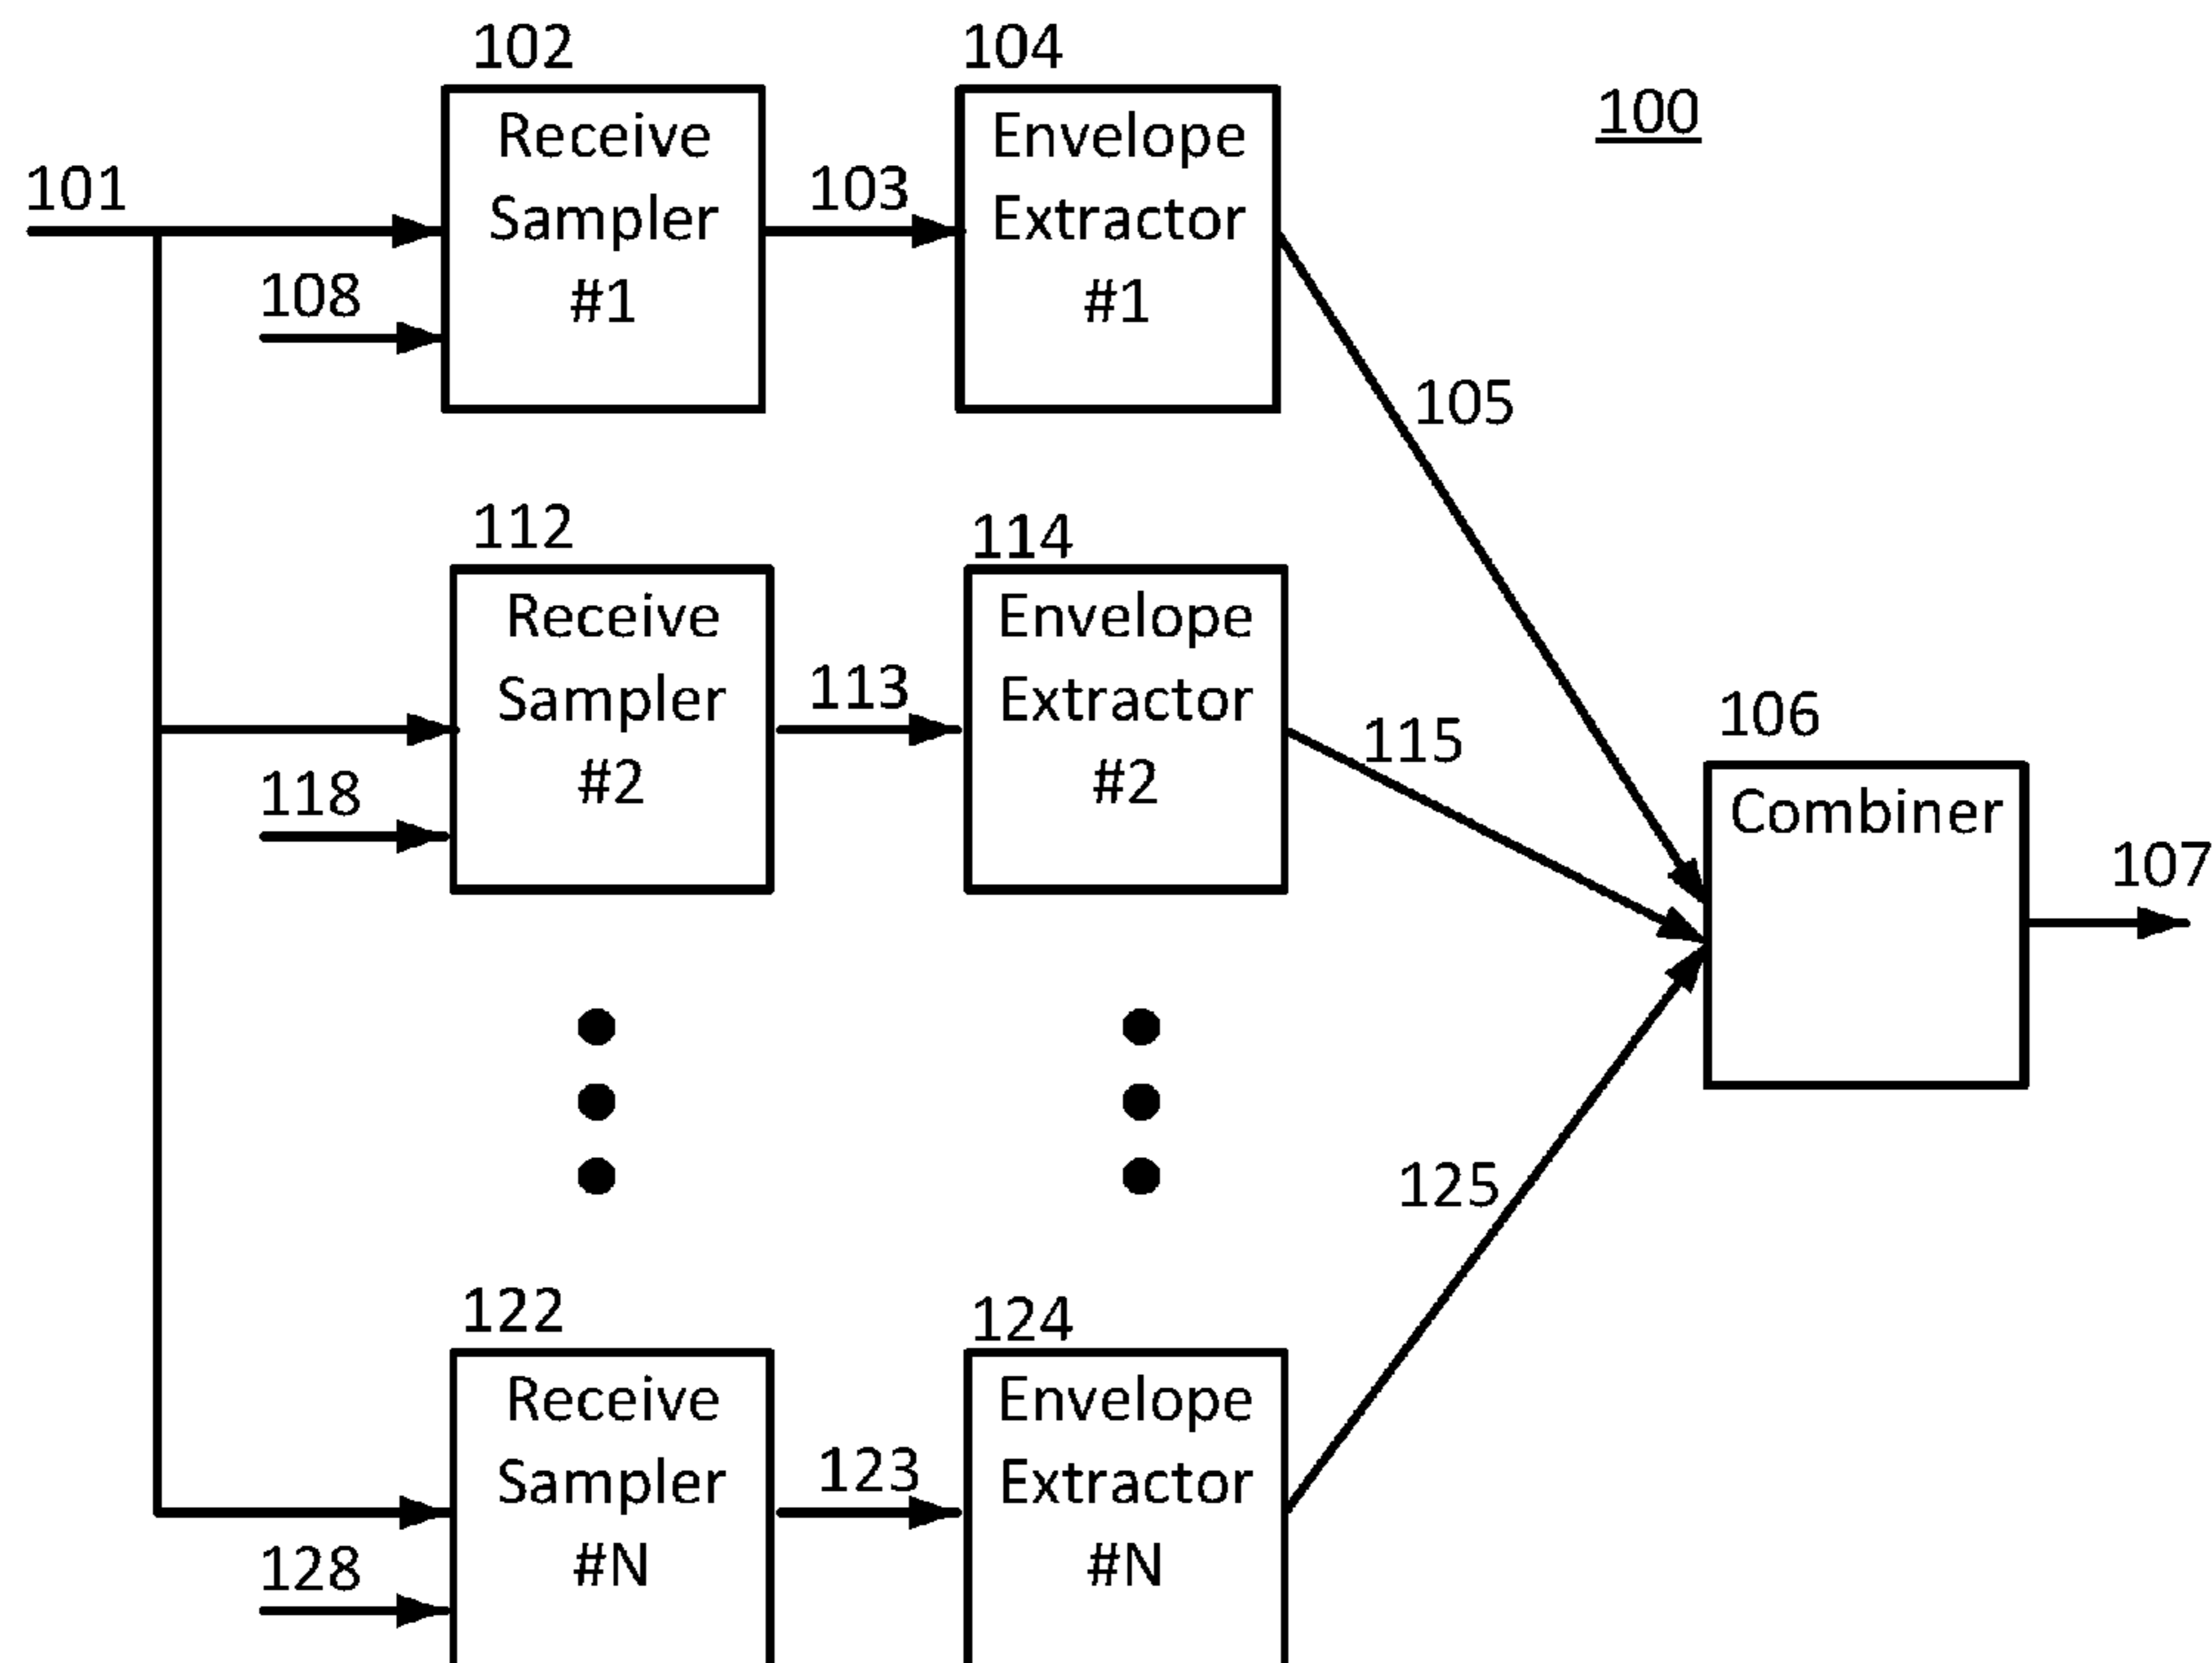 102
104
100
Receive
Sampler
#1
Envelope
Extractor
#1
101
103
108
105
112
114
Receive
Sampler
#2
Envelope
Extractor
#2
113
115
118
106
Combiner
107
125
122
124
Receive
Sampler
#N
Envelope
Extractor
#N
123
128